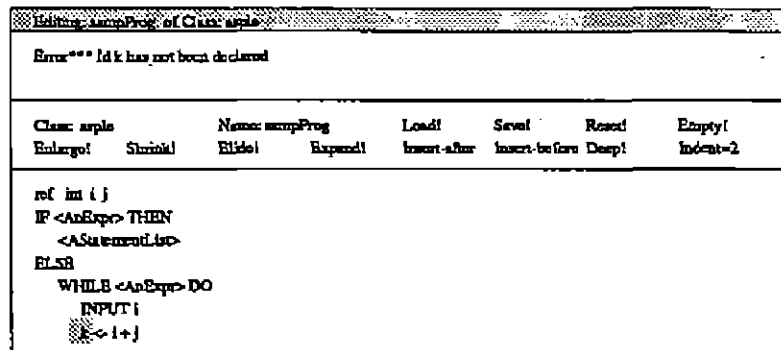 Editing: sampProg of Class: asple
Error*** Id k has not been declared
Class: asple Name: sampProg Load! Save! Reset! Empty!
Enlarge! Shrink! Elide! Expand! Insert-after Insert-before Deep! Indent=2
ref int i j
IF <AnExpr> THEN
<AStatementList>
ELSE
WHILE <AnExpr> DO
INPUT i
k <- i + j